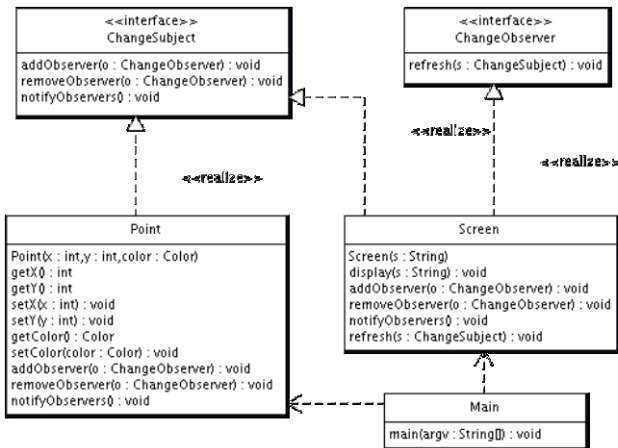 <<interface>>
ChangeSubject
addObserver(o : ChangeObserver) : void
removeObserver(o : ChangeObserver) : void
notifyObservers() : void
<<interface>>
ChangeObserver
refresh(s : ChangeSubject) : void
<<realize>>
<<realize>>
<<realize>>
Point
Point(x : int,y : int,color : Color)
getX() : int
getY() : int
setX(x : int) : void
setY(y : int) : void
getColor() : Color
setColor(color : Color) : void
addObserver(o : ChangeObserver) : void
removeObserver(o : ChangeObserver) : void
notifyObservers() : void
Screen
Screen(s : String)
display(s : String) : void
addObserver(o : ChangeObserver) : void
removeObserver(o : ChangeObserver) : void
notifyObservers() : void
refresh(s : ChangeSubject) : void
Main
main(argv : String[]) : void